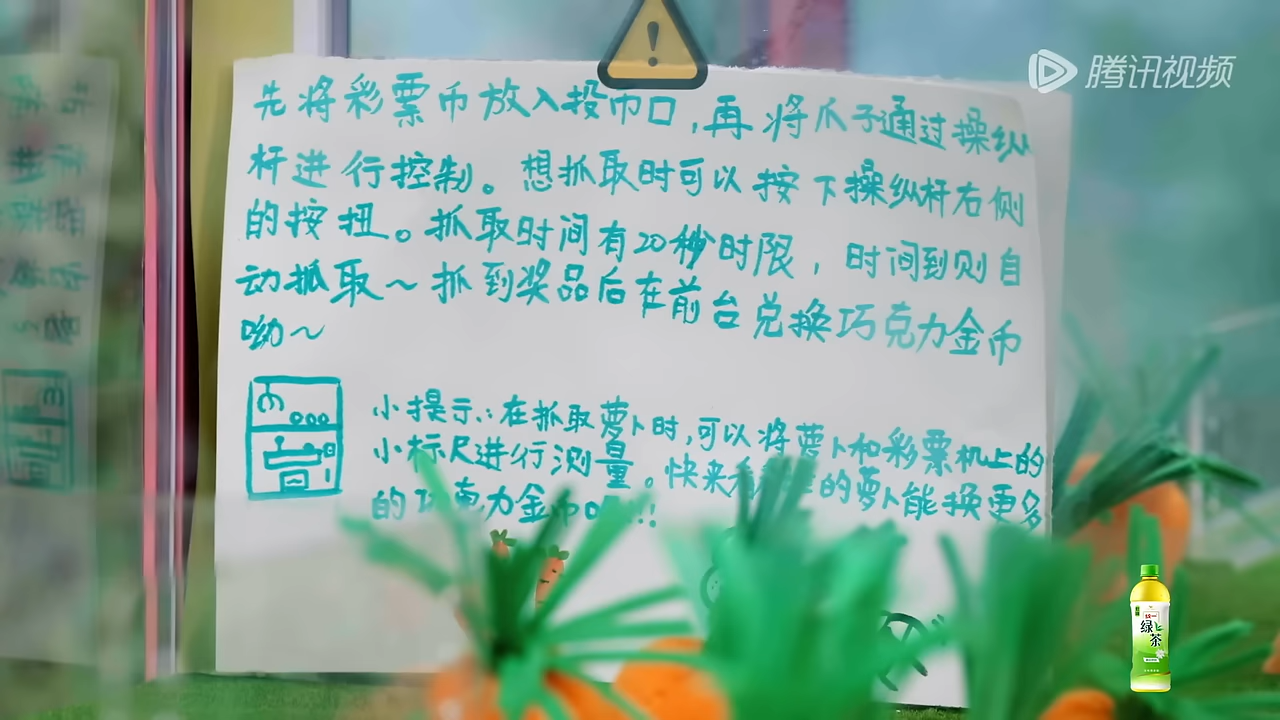 腾讯视频
先将彩票币放入投币口，再将爪子通过操纵
杆进行控制。想抓取时可以按下操纵杆右侧
的按扭。抓取时间有20秒时限，时间到则自
动抓取～抓到奖品后在前台兑换巧克力金币
呦～
小提示：在抓取萝卜时，可以将萝卜和彩票机上的
小标尺进行测量。快来看 的萝卜能换更多
的巧克力金币 !!
绿茶